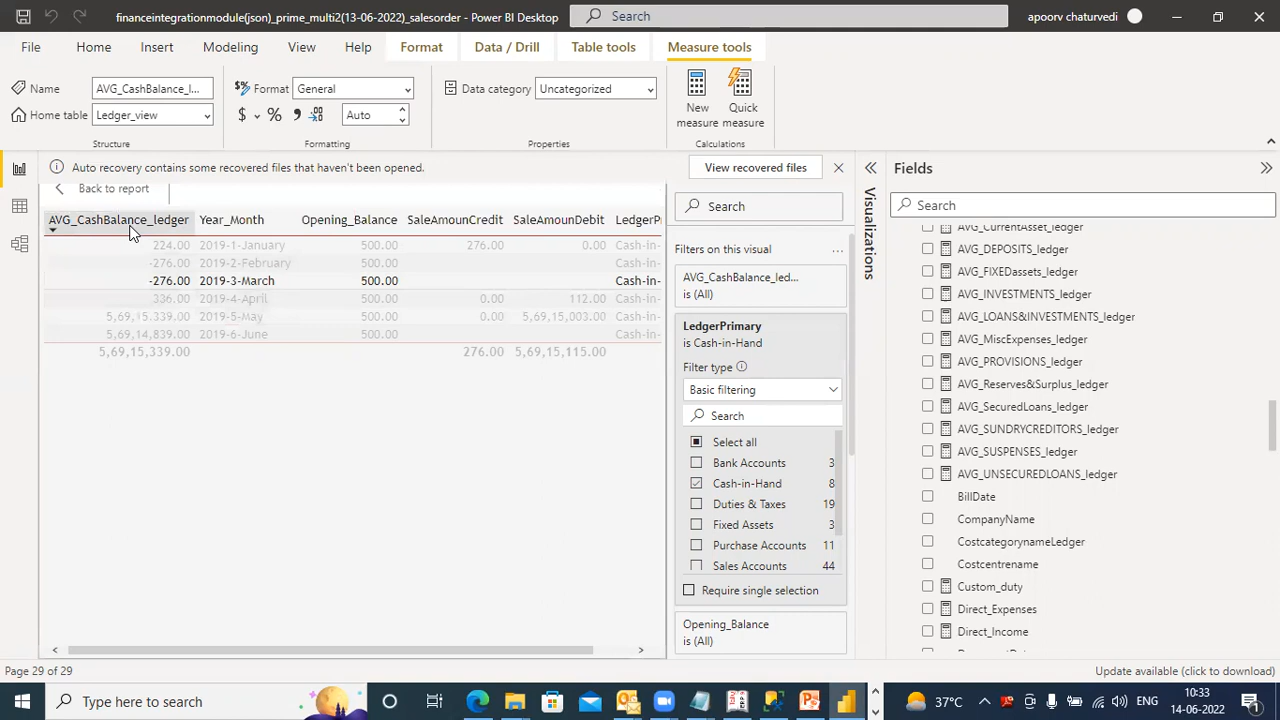 financeintegrationmodule(json)_prime_multi2(13-06-2022)_salesorder - Power BI Desktop
Search
apoorv chaturvedi
File Home Insert Modeling View Help Format Data / Drill Table tools Measure tools
Name AVG_CashBalance_l...
Format General
Data category Uncategorized
Home table Ledger_view
$ % , Auto
New measure
Quick measure
Structure Formatting Properties Calculations
Auto recovery contains some recovered files that haven't been opened.
View recovered files
Back to report
AVG_CashBalance_ledger Year_Month Opening_Balance SaleAmounCredit SaleAmounDebit LedgerPr
224.00 2019-1-January 500.00 276.00 0.00 Cash-in-
-276.00 2019-2-February 500.00 Cash-in-
-276.00 2019-3-March 500.00 Cash-in-
336.00 2019-4-April 500.00 0.00 112.00 Cash-in-
5,69,15,339.00 2019-5-May 500.00 0.00 5,69,15,003.00 Cash-in-
5,69,14,839.00 2019-6-June 500.00 Cash-in-
5,69,15,339.00 276.00 5,69,15,115.00
Search
Filters on this visual ...
AVG_CashBalance_led...
is (All)
LedgerPrimary
is Cash-in-Hand
Filter type
Basic filtering
Search
Select all
Bank Accounts 3
Cash-in-Hand 8
Duties & Taxes 19
Fixed Assets 3
Purchase Accounts 11
Sales Accounts 44
Require single selection
Opening_Balance
is (All)
Visualizations
Fields
Search
AVG_CurrentAsset_ledger
AVG_DEPOSITS_ledger
AVG_FIXEDassets_ledger
AVG_INVESTMENTS_ledger
AVG_LOANS&INVESTMENTS_ledger
AVG_MiscExpenses_ledger
AVG_PROVISIONS_ledger
AVG_Reserves&Surplus_ledger
AVG_SecuredLoans_ledger
AVG_SUNDRYCREDITORS_ledger
AVG_SUSPENSES_ledger
AVG_UNSECUREDLOANS_ledger
BillDate
CompanyName
CostcategorynameLedger
Costcentrename
Custom_duty
Direct_Expenses
Direct_Income
Page 29 of 29
Update available (click to download)
Type here to search
37°C
ENG
10:33
14-06-2022
1